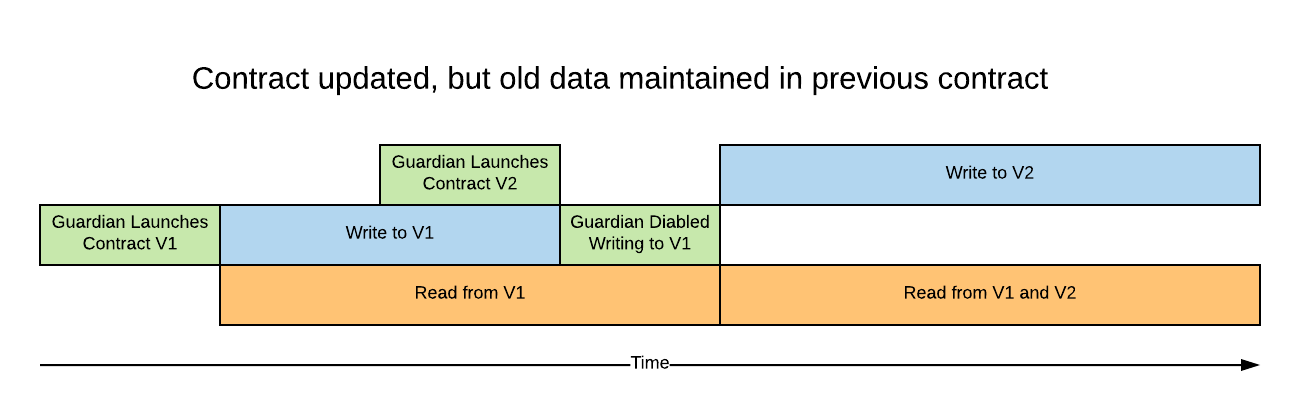 Contract updated, but old data maintained in previous contract
Guardian Launches
Contract V2
Write to V2
Guardian Launches
Contract V1
Write to V1
Guardian Diabled
Writing to V1
Read from V1
Read from V1 and V2
Time